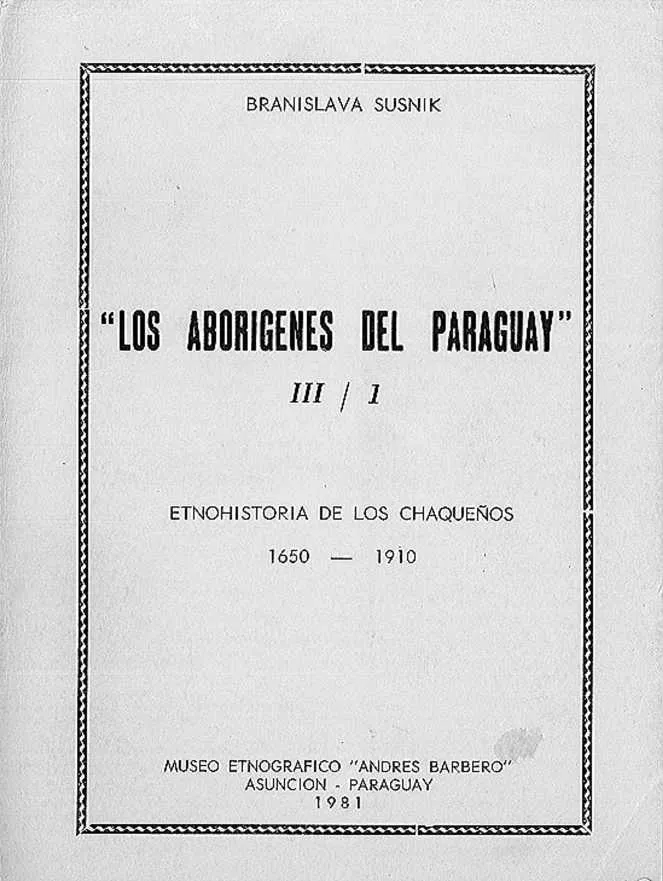 BRANISLAVA SUSNIK
"LOS ABORIGENES DEL PARAGUAY"
III / 1
ETNOHISTORIA DE LOS CHAQUEÑOS
1650 — 1910
MUSEO ETNOGRAFICO "ANDRES BARBERO"
ASUNCION - PARAGUAY
1981